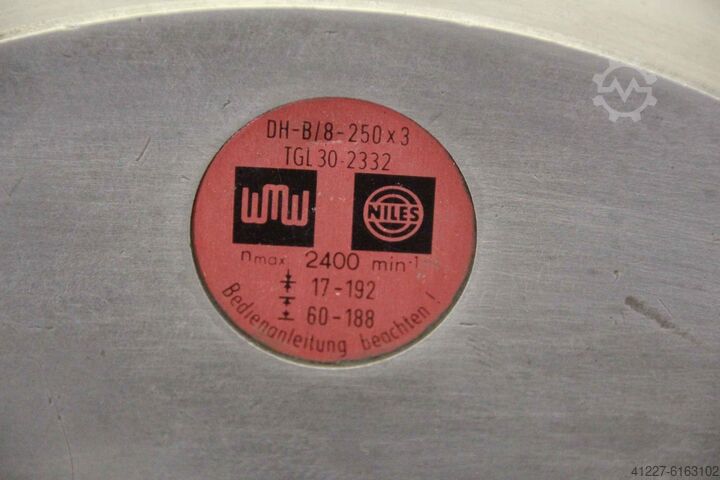 DH-B/8-250x3
TGL 30-2332
WMW
NILES
nmax 2400 min-1
17-192
60-188
Bedienanleitung beachten!
41227-6163102